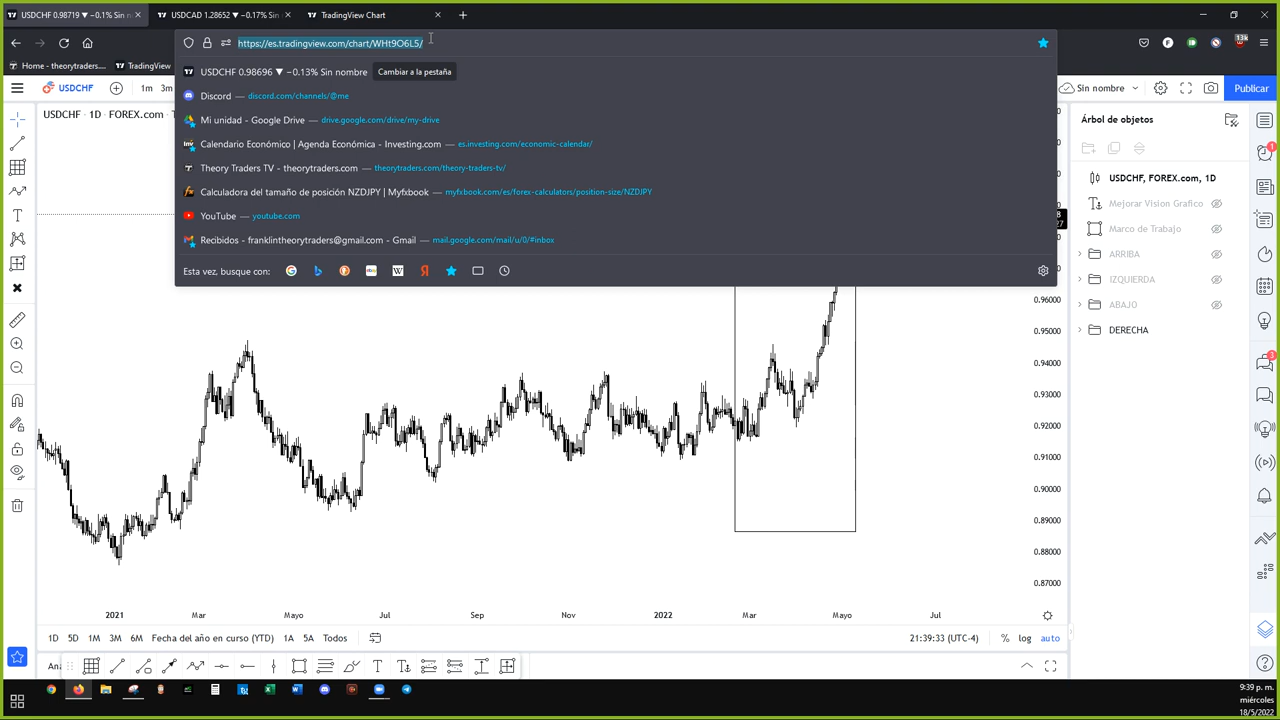 USDCHF 0.98719 ▼ −0.1% Sin n
USDCAD 1.28652 ▼ −0.17% Sin
TradingView Chart
https://es.tradingview.com/chart/WHt9O6L5/
13k
Home - theorytraders.
TradingView
USDCHF 0.98696 ▼ −0.13% Sin nombre
Cambiar a la pestaña
USDCHF
1m 3m
Discord — discord.com/channels/@me
Sin nombre
Publicar
USDCHF · 1D · FOREX.com ·
Mi unidad - Google Drive — drive.google.com/drive/my-drive
Árbol de objetos
Calendario Económico | Agenda Económica - Investing.com — es.investing.com/economic-calendar/
1
Theory Traders TV - theorytraders.com — theorytraders.com/theory-traders-tv/
USDCHF, FOREX.com, 1D
Calculadora del tamaño de posición NZDJPY | Myfxbook — myfxbook.com/es/forex-calculators/position-size/NZDJPY
Mejorar Vision Grafico
YouTube — youtube.com
Marco de Trabajo
Recibidos - franklintheorytraders@gmail.com - Gmail — mail.google.com/mail/u/0/#inbox
ARRIBA
Esta vez, busque con:
IZQUIERDA
ABAJO
DERECHA
0.96000
0.95000
3
0.94000
0.93000
0.92000
0.91000
0.90000
0.89000
0.88000
0.87000
2021 Mar Mayo Jul Sep Nov 2022 Mar Mayo Jul
1D 5D 1M 3M 6M Fecha del año en curso (YTD) 1A 5A Todos
21:39:33 (UTC-4) % log auto
9:39 p. m.
miércoles
18/5/2022